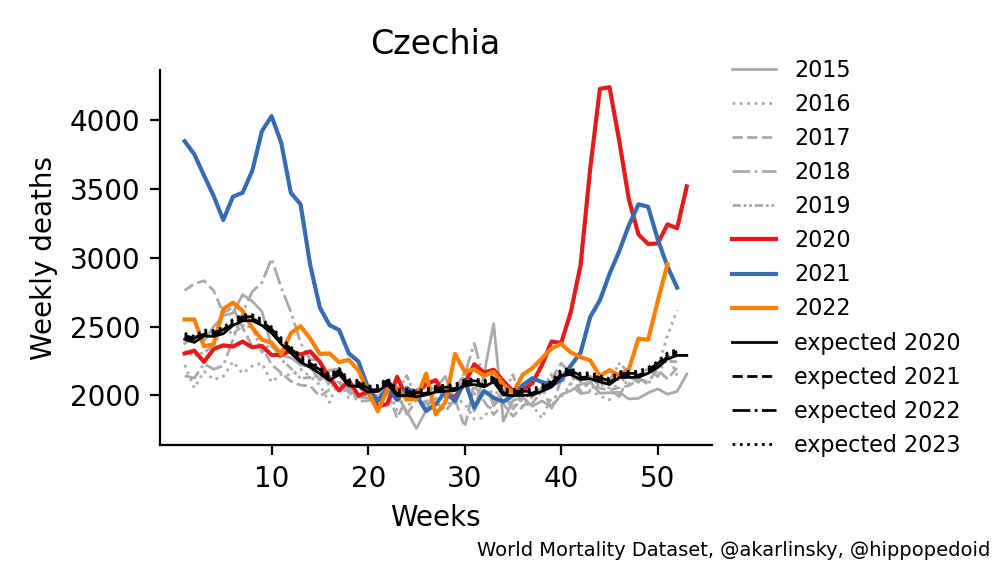 Czechia
Weekly deaths
4000
3500
3000
2500
2000
10 20 30 40 50
Weeks
2015
2016
2017
2018
2019
2020
2021
2022
expected 2020
expected 2021
expected 2022
expected 2023
World Mortality Dataset, @akarlinsky, @hippopedoid